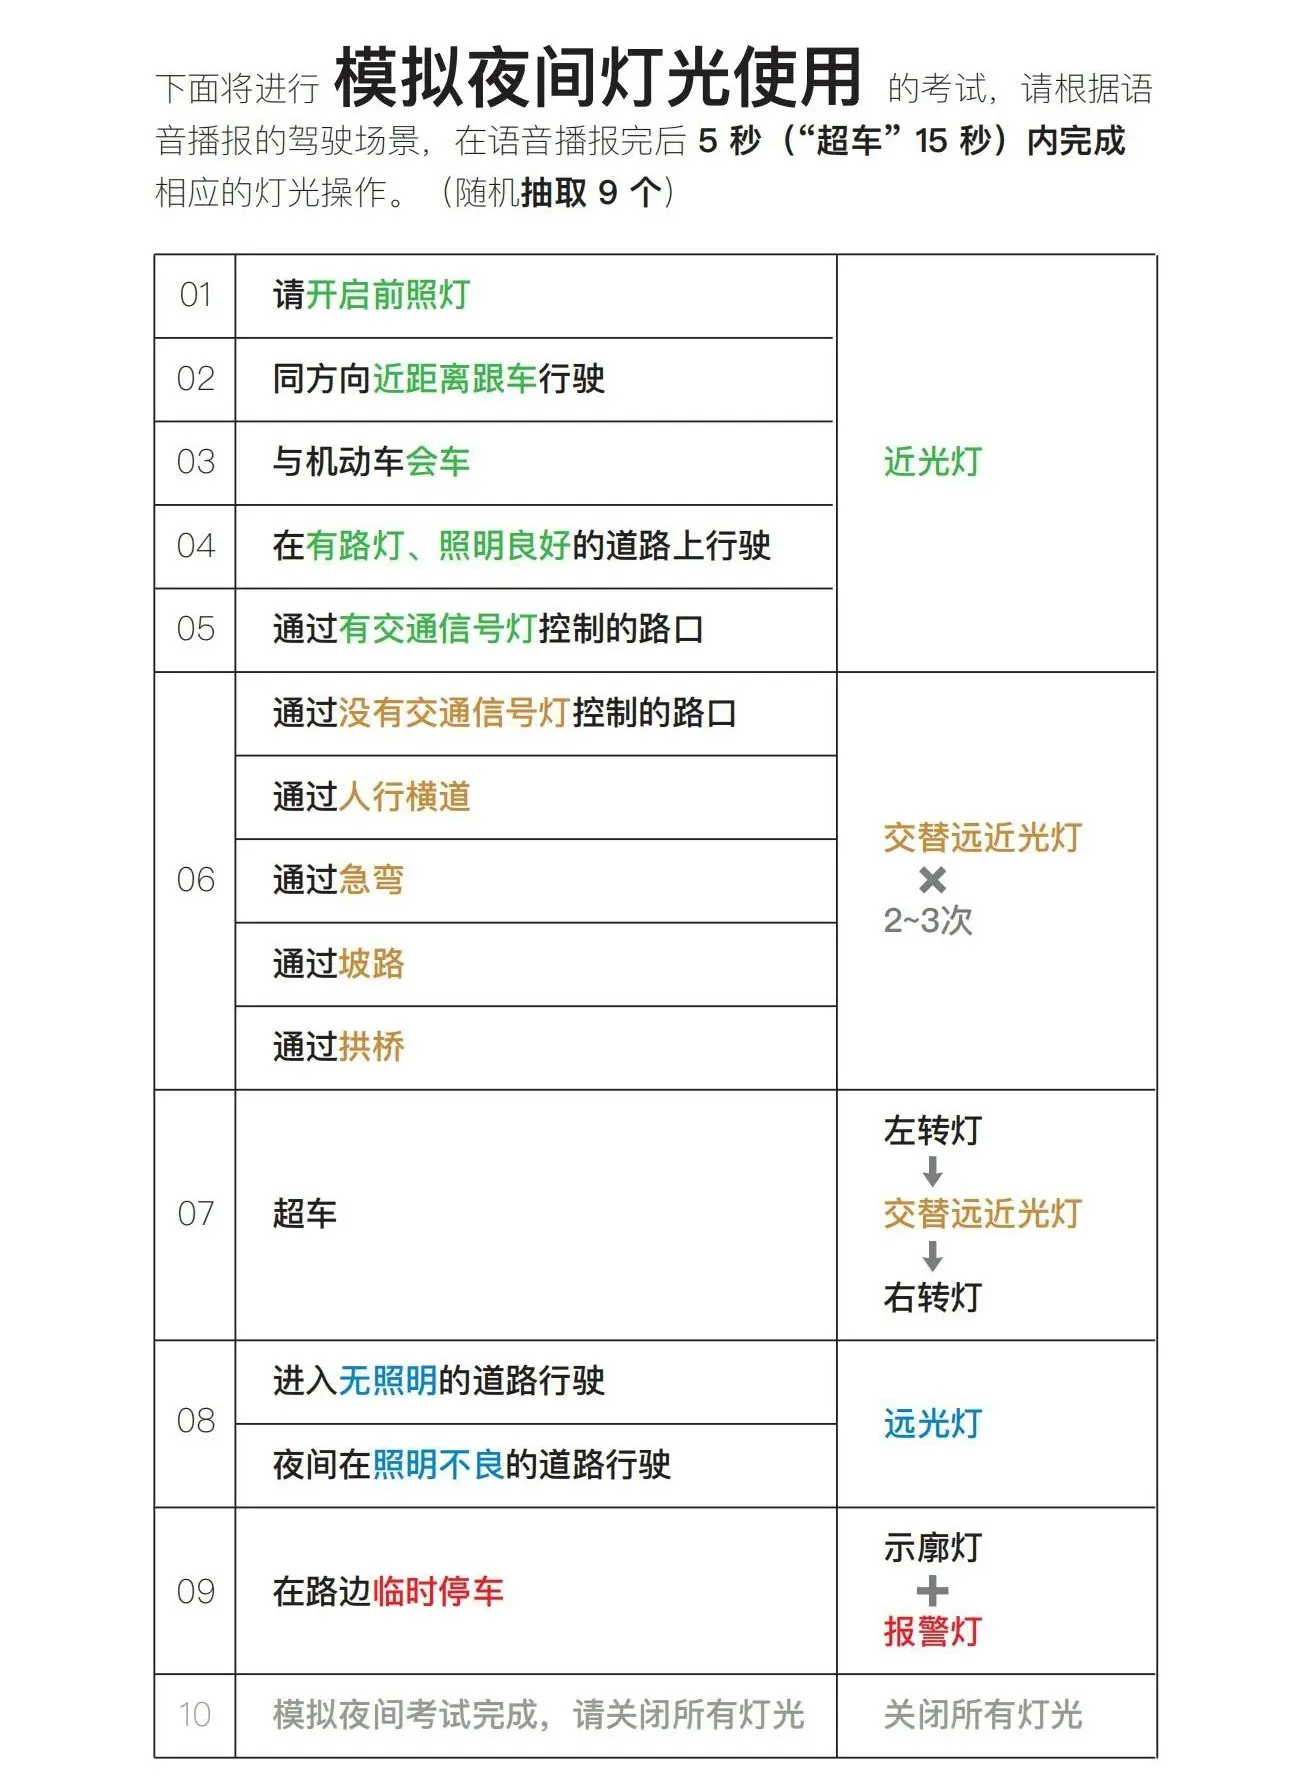 下面将进行 模拟夜间灯光使用 的考试，请根据语
音播报的驾驶场景，在语音播报完后 5 秒（“超车” 15 秒）内完成
相应的灯光操作。（随机抽取 9 个）
01
请开启前照灯
02
同方向近距离跟车行驶
03
与机动车会车
04
在有路灯、照明良好的道路上行驶
05
通过有交通信号灯控制的路口
近光灯
06
通过没有交通信号灯控制的路口
通过人行横道
通过急弯
通过坡路
通过拱桥
交替远近光灯
×
2~3次
07
超车
左转灯
↓
交替远近光灯
↓
右转灯
08
进入无照明的道路行驶
夜间在照明不良的道路行驶
远光灯
09
在路边临时停车
示廓灯
+
报警灯
10
模拟夜间考试完成，请关闭所有灯光
关闭所有灯光